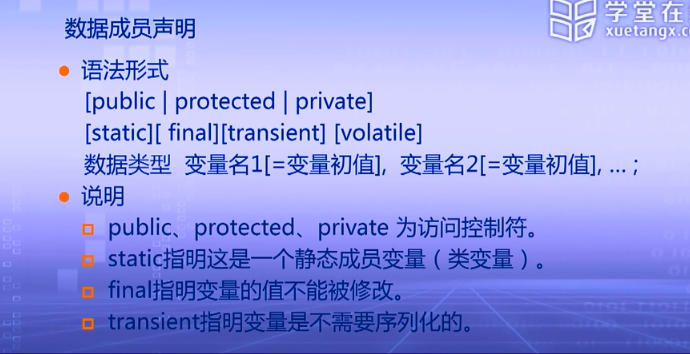 学堂在
xuetangx.co
数据成员声明
语法形式
[public | protected | private]
[static][ final][transient] [volatile]
数据类型 变量名1[=变量初值], 变量名2[=变量初值], … ;
说明
public、protected、private 为访问控制符。
static指明这是一个静态成员变量（类变量）。
final指明变量的值不能被修改。
transient指明变量是不需要序列化的。